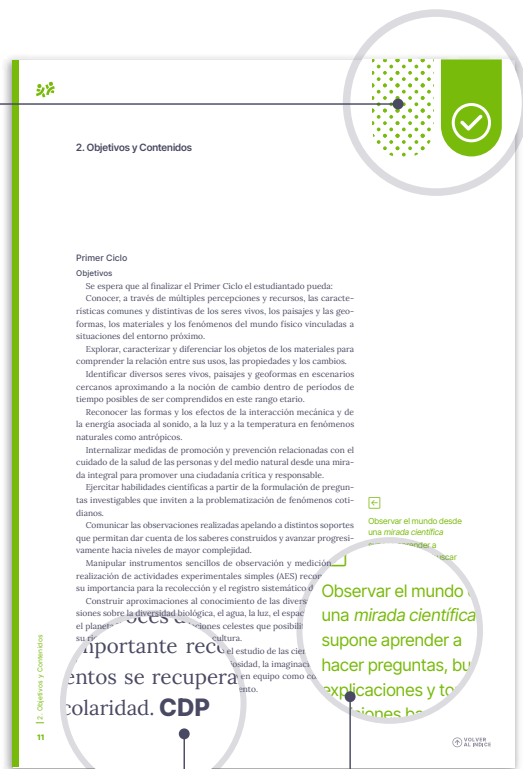 2. Objetivos y Contenidos
Primer Ciclo
Objetivos
Se espera que al finalizar el Primer Ciclo el estudiantado pueda:
Conocer, a través de múltiples percepciones y recursos, las caracte-
rísticas comunes y distintivas de los seres vivos, los paisajes y las geo-
formas, los materiales y los fenómenos del mundo físico vinculadas a
situaciones del entorno próximo.
Explorar, caracterizar y diferenciar los objetos de los materiales para
comprender la relación entre sus usos, las propiedades y los cambios.
Identificar diversos seres vivos, paisajes y geoformas en escenarios
cercanos aproximando a la noción de cambio dentro de períodos de
tiempo posibles de ser comprendidos en este rango etario.
Reconocer las formas y los efectos de la interacción mecánica y de
la energía asociada al sonido, a la luz y a la temperatura en fenómenos
naturales como antrópicos.
Internalizar medidas de promoción y prevención relacionadas con el
cuidado de la salud de las personas y del medio natural desde una mira-
da integral para promover una ciudadanía crítica y responsable.
Ejercitar habilidades científicas a partir de la formulación de pregun-
tas investigables que inviten a la problematización de fenómenos coti-
dianos.
Comunicar las observaciones realizadas apelando a distintos soportes
que permitan dar cuenta de los saberes construidos y avanzar progresi-
vamente hacia niveles de mayor complejidad.
Manipular instrumentos sencillos de observación y medición
realización de actividades experimentales simples (AES)
su importancia para la recolección y el registro sistemático
Construir aproximaciones al conocimiento de las
siones sobre la diversidad biológica, el agua, la luz, el
el
su cultura.
el estudio de las
en equipo como
Observar el mundo desde
una mirada científica
Observar el mundo
una mirada científica
supone aprender a
hacer preguntas,
explicaciones y
mportante
entos se recupera
colaridad. CDP
2. Objetivos y Contenidos
11
VOLVER
AL ÍNDICE